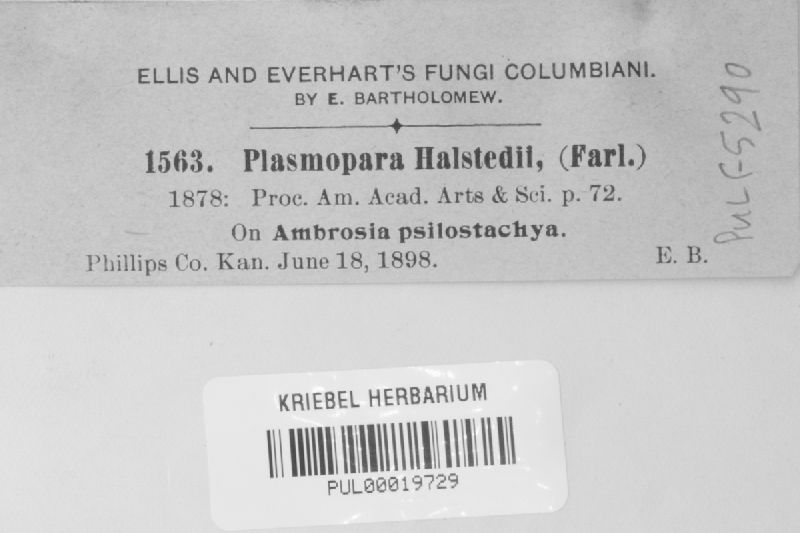 ELLIS AND EVERHART'S FUNGI COLUMBIANI.
BY E. BARTHOLOMEW.
1563. Plasmopara Halstedii, (Farl.)
1878: Proc. Am. Acad. Arts & Sci. p. 72.
On Ambrosia psilostachya.
Phillips Co. Kan. June 18, 1898. E. B.
PUL F-5290
KRIEBEL HERBARIUM
PUL00019729